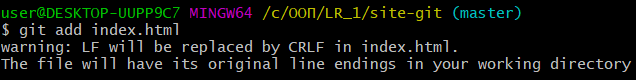 user@DESKTOP-UUPP9C7 MINGW64 /c/ООП/LR_1/site-git (master)
$ git add index.html
warning: LF will be replaced by CRLF in index.html.
The file will have its original line endings in your working directory